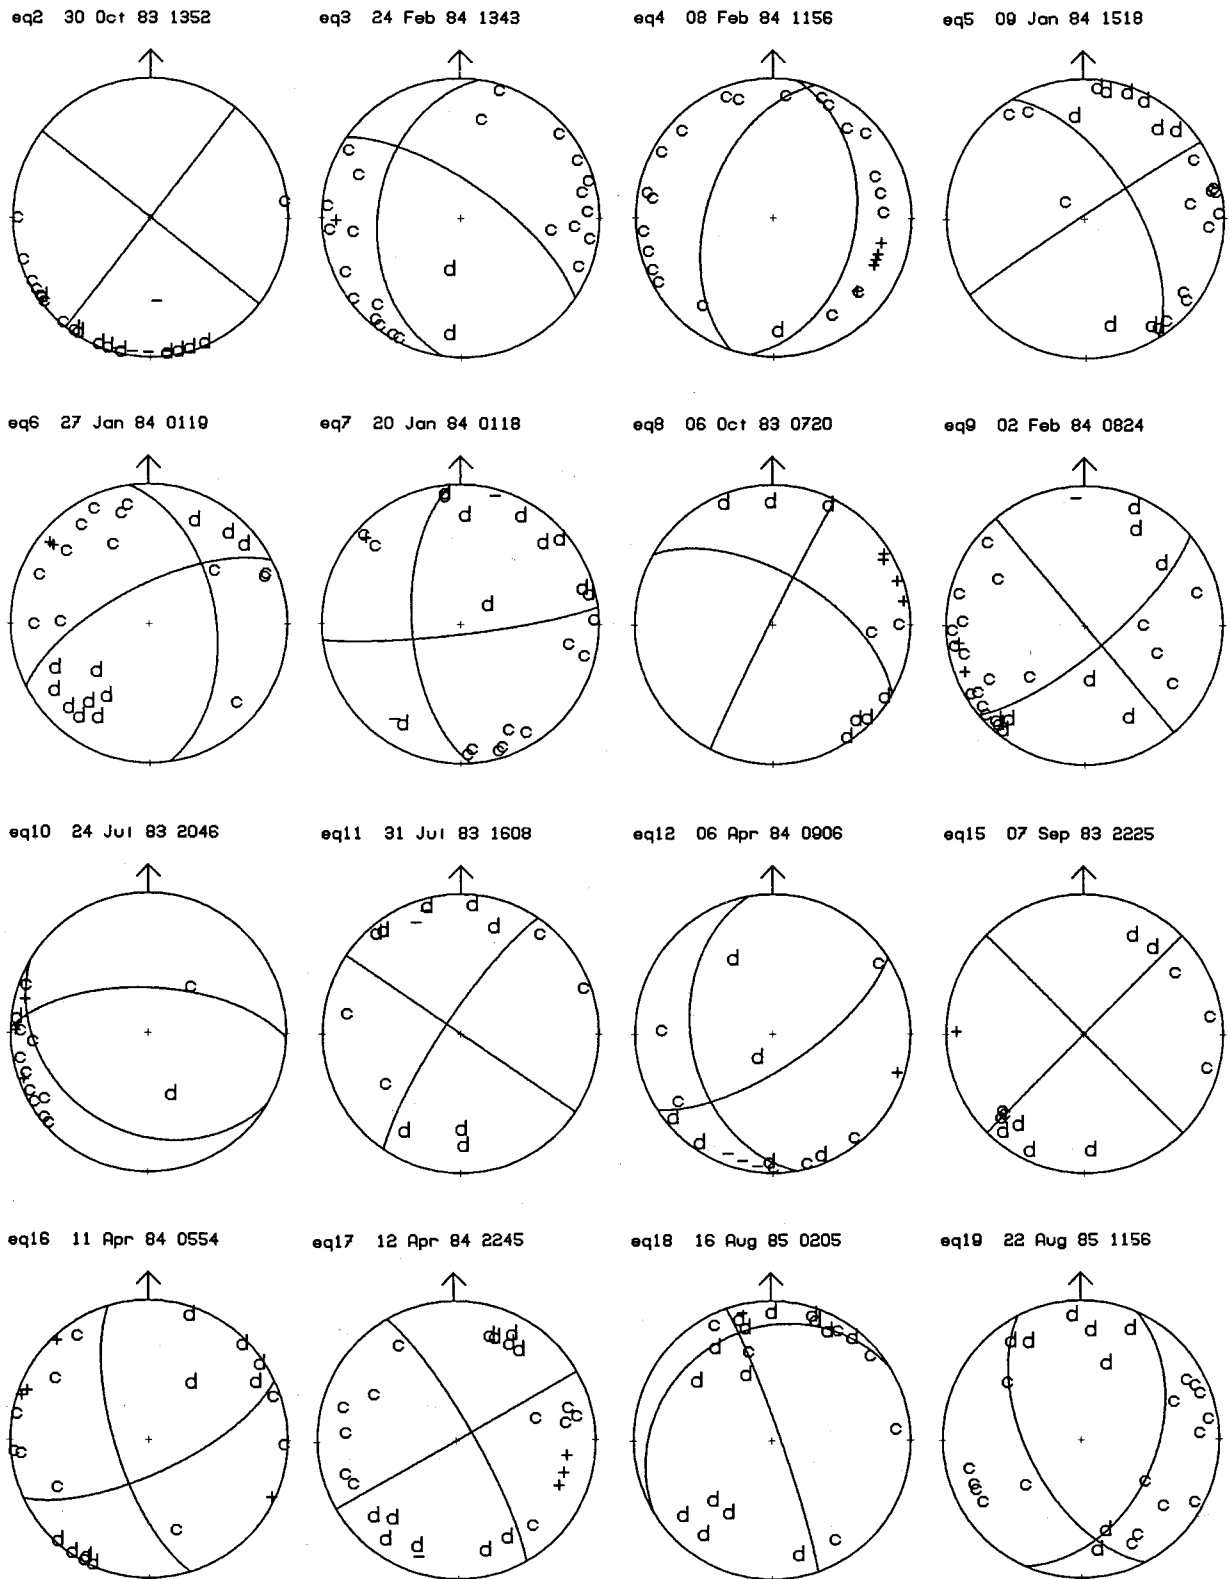 eq2 30 Oct 83 1352
eq3 24 Feb 84 1343
eq4 08 Feb 84 1156
eq5 09 Jan 84 1518
eq6 27 Jan 84 0119
eq7 20 Jan 84 0118
eq8 06 Oct 83 0720
eq9 02 Feb 84 0824
eq10 24 Jul 83 2046
eq11 31 Jul 83 1608
eq12 06 Apr 84 0906
eq15 07 Sep 83 2225
eq16 11 Apr 84 0554
eq17 12 Apr 84 2245
eq18 16 Aug 85 0205
eq19 22 Aug 85 1156